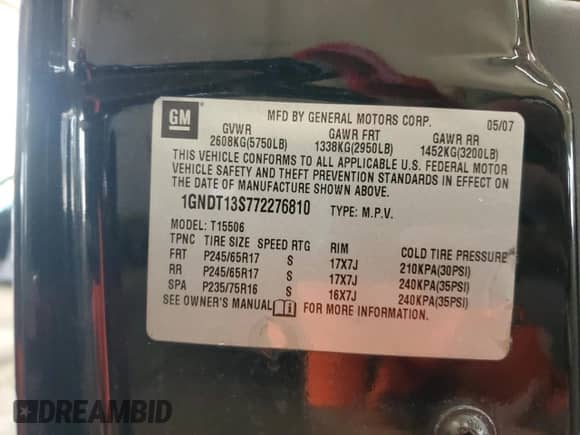 GM
MFD BY GENERAL MOTORS CORP. 05/07
GVWR GAWR FRT GAWR RR
2608KG(5750LB) 1338KG(2950LB) 1452KG(3200LB)
THIS VEHICLE CONFORMS TO ALL APPLICABLE U.S. FEDERAL MOTOR
VEHICLE SAFETY AND THEFT PREVENTION STANDARDS IN EFFECT ON
THE DATE OF MANUFACTURE SHOWN ABOVE.
1GNDT13S772276810 TYPE: M.P.V.
MODEL: T15506
TPNC TIRE SIZE SPEED RTG RIM COLD TIRE PRESSURE
FRT P245/65R17 S 17X7J 210KPA(30PSI)
RR P245/65R17 S 17X7J 240KPA(35PSI)
SPA P235/75R16 S 16X7J 240KPA(35PSI)
SEE OWNER'S MANUAL FOR MORE INFORMATION.
DREAMBID